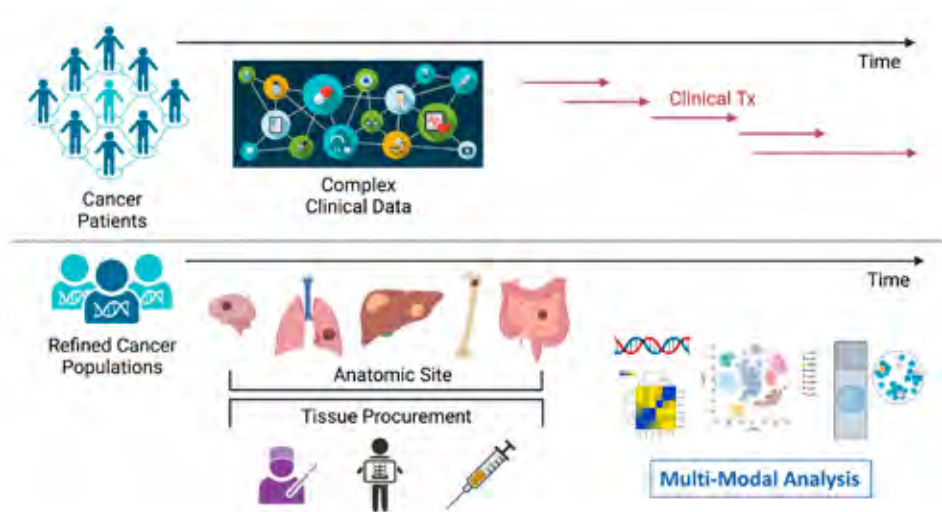 Time
Clinical Tx
Cancer
Patients
Complex
Clinical Data
Time
Refined Cancer
Populations
Anatomic Site
Tissue Procurement
Multi-Modal Analysis